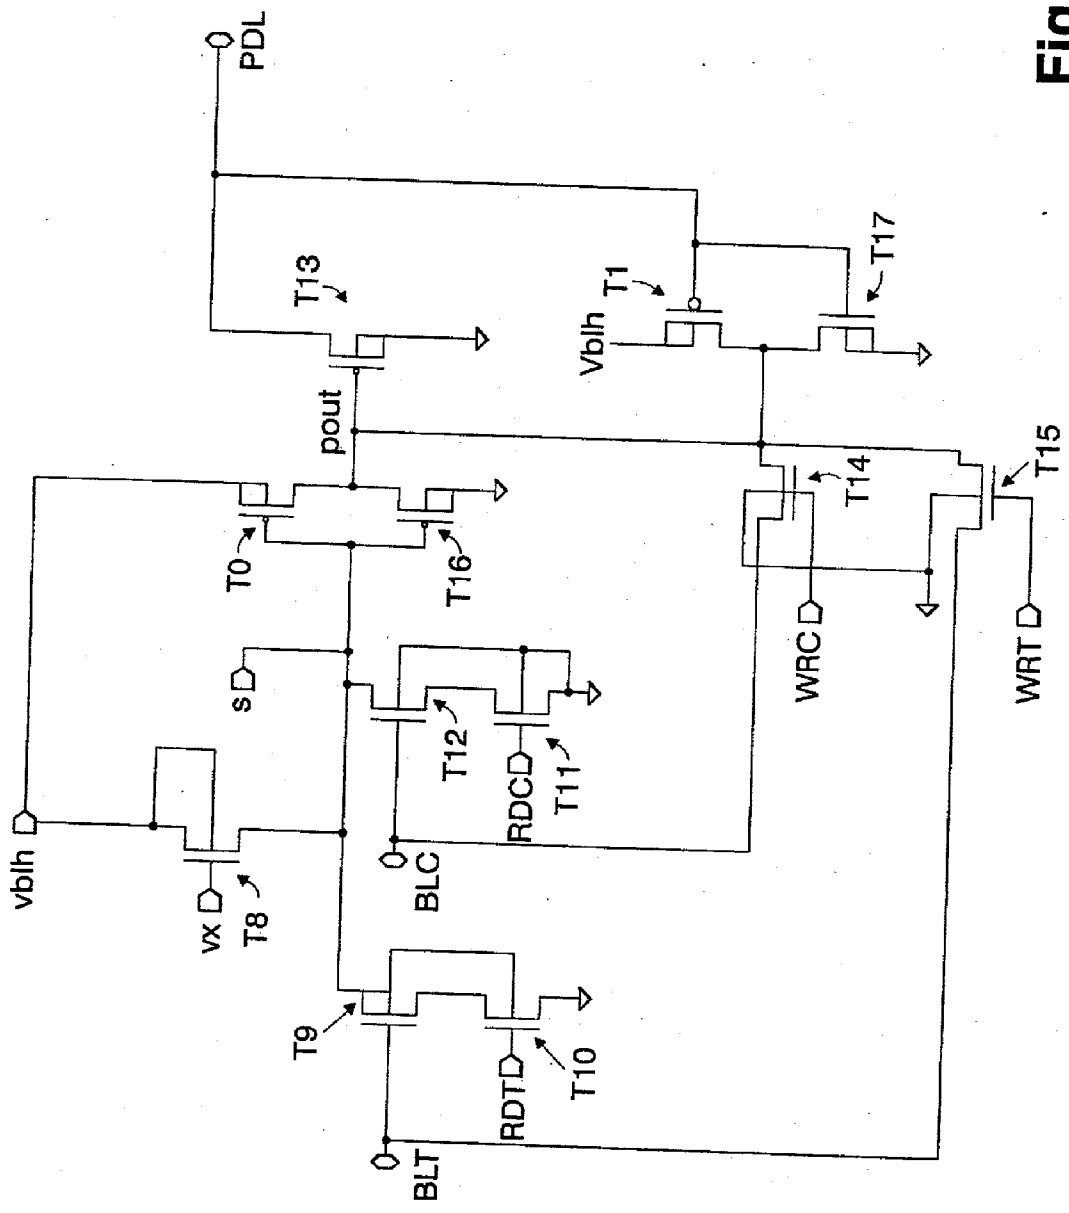 PDL
T13
T1
T17
Vblh
pout
T15
T14
T0
T16
s
WRC
WRT
T12
RDC
T11
vblh
vx
T8
BLC
T9
RDT
T10
BLT
Fig